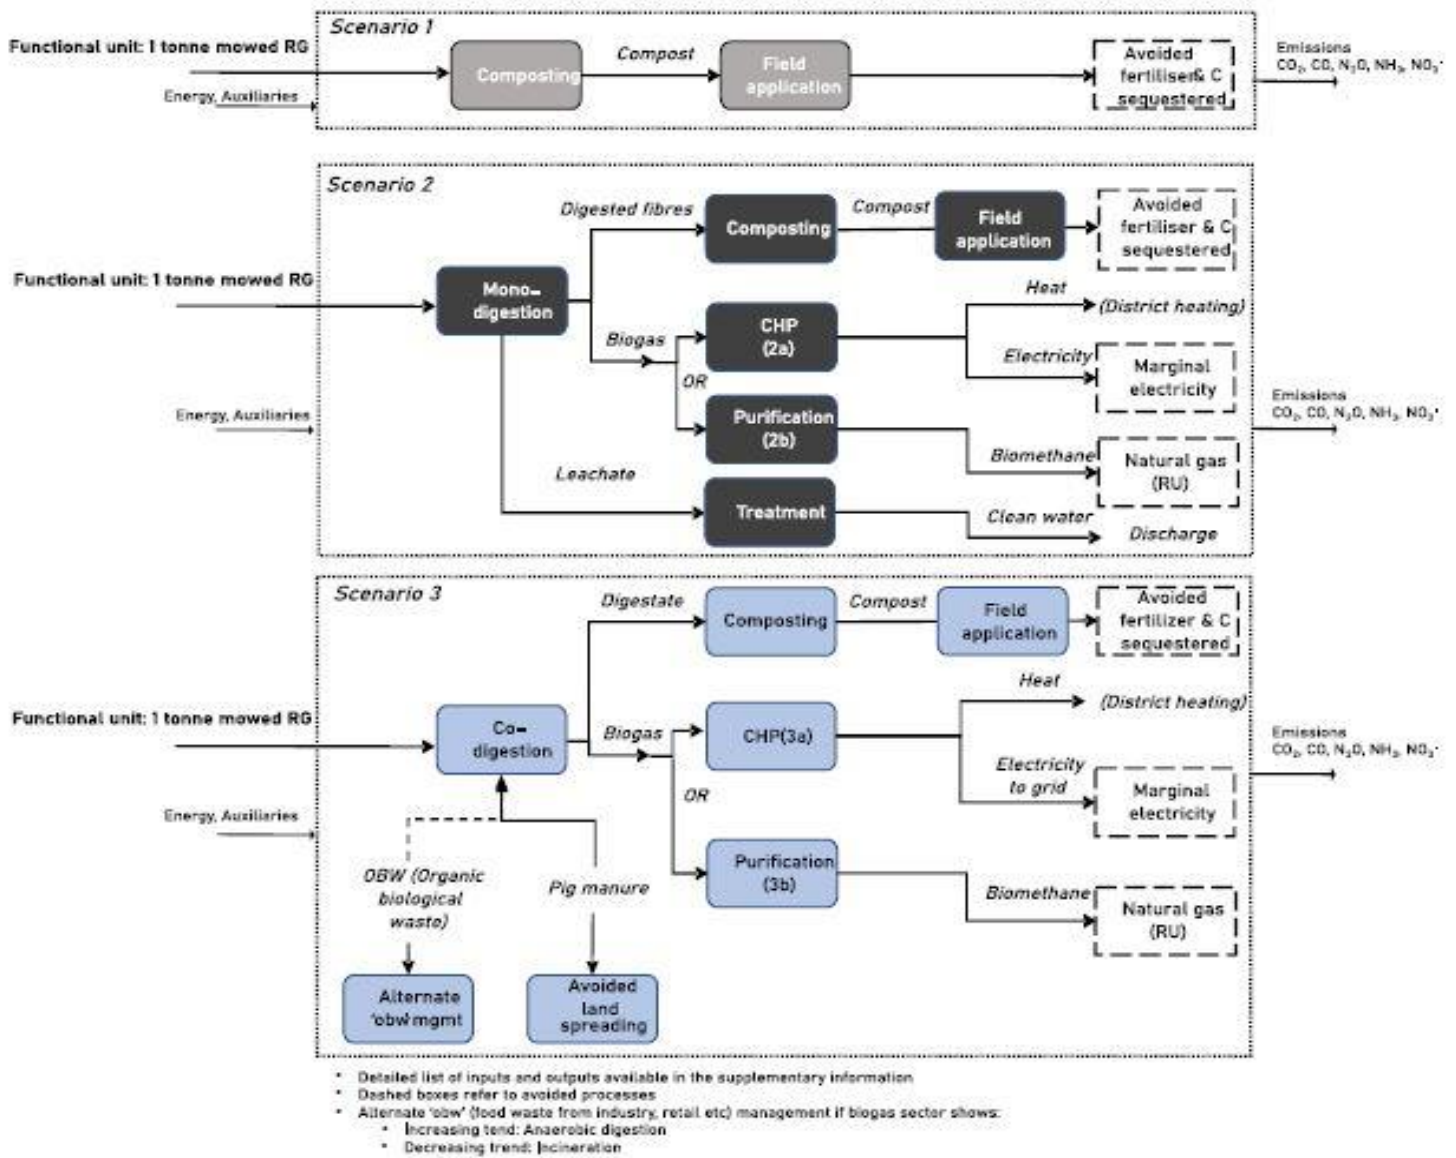 Scenario 1
Functional unit: 1 tonne mowed RG
Energy, Auxiliaries
Composting
Compost
Field
application
Avoided
fertiliser& C
sequestered
Emissions
CO₂, CO, N₂O, NH₃, NO₃⁻
Scenario 2
Functional unit: 1 tonne mowed RG
Energy, Auxiliaries
Mono-
digestion
Digested fibres
Composting
Compost
Field
application
Avoided
fertiliser & C
sequestered
Biogas
OR
CHP
(2a)
Heat
(District heating)
Electricity
Marginal
electricity
Purification
(2b)
Biomethane
Natural gas
(RU)
Leachate
Treatment
Clean water
Discharge
Emissions
CO₂, CO, N₂O, NH₃, NO₃⁻
Scenario 3
Functional unit: 1 tonne mowed RG
Energy, Auxiliaries
Co-
digestion
Digestate
Composting
Compost
Field
application
Avoided
fertilizer & C
sequestered
Biogas
OR
CHP(3a)
Heat
(District heating)
Electricity
to grid
Marginal
electricity
Purification
(3b)
Biomethane
Natural gas
(RU)
OBW (Organic
biological
waste)
Pig manure
Alternate
'obw' mgmt
Avoided
land
spreading
Emissions
CO₂, CO, N₂O, NH₃, NO₃⁻
• Detailed list of inputs and outputs available in the supplementary information
• Dashed boxes refer to avoided processes
• Alternate 'obw' (food waste from industry, retail etc) management if biogas sector shows:
• Increasing tend: Anaerobic digestion
• Decreasing trend: Incineration